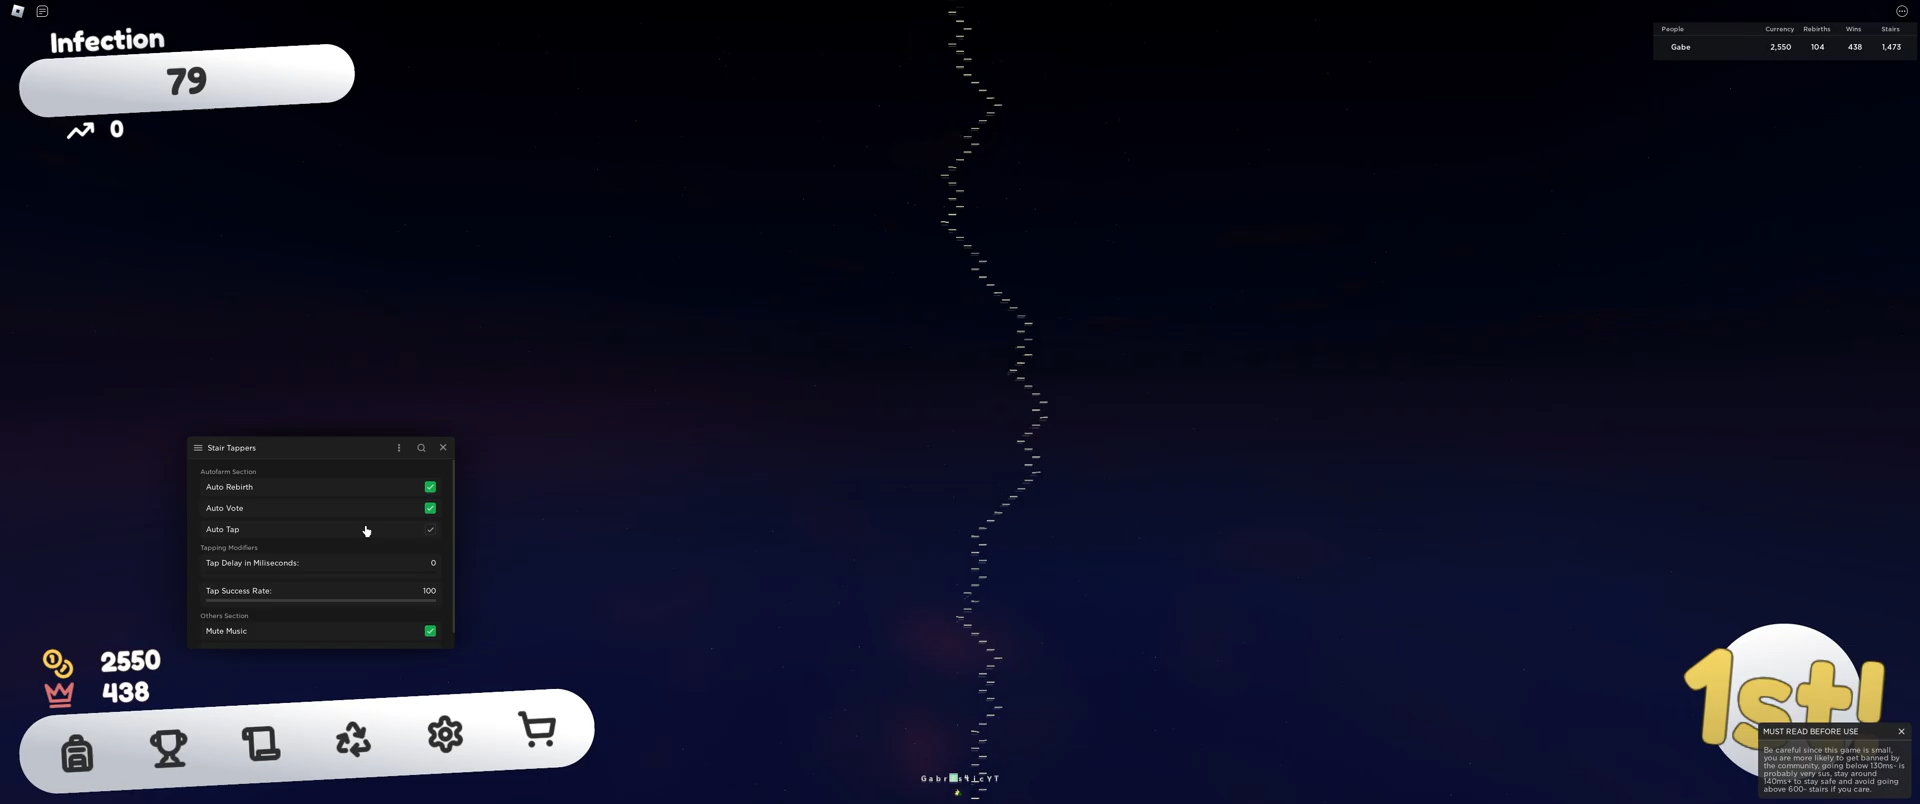 Infection
79
0
People Currency Rebirths Wins Stairs
Gabe 2,550 104 438 1,473
Stair Tappers
Autofarm Section
Auto Rebirth
Auto Vote
Auto Tap
Tapping Modifiers
Tap Delay in Miliseconds: 0
Tap Success Rate: 100
Others Section
Mute Music
2550
438
1st!
MUST READ BEFORE USE
Be careful since this game is small,
you are more likely to get banned by
the community, going below 130ms- is
probably very sus, stay around
140ms+ to stay safe and avoid going
above 600- stairs if you care.